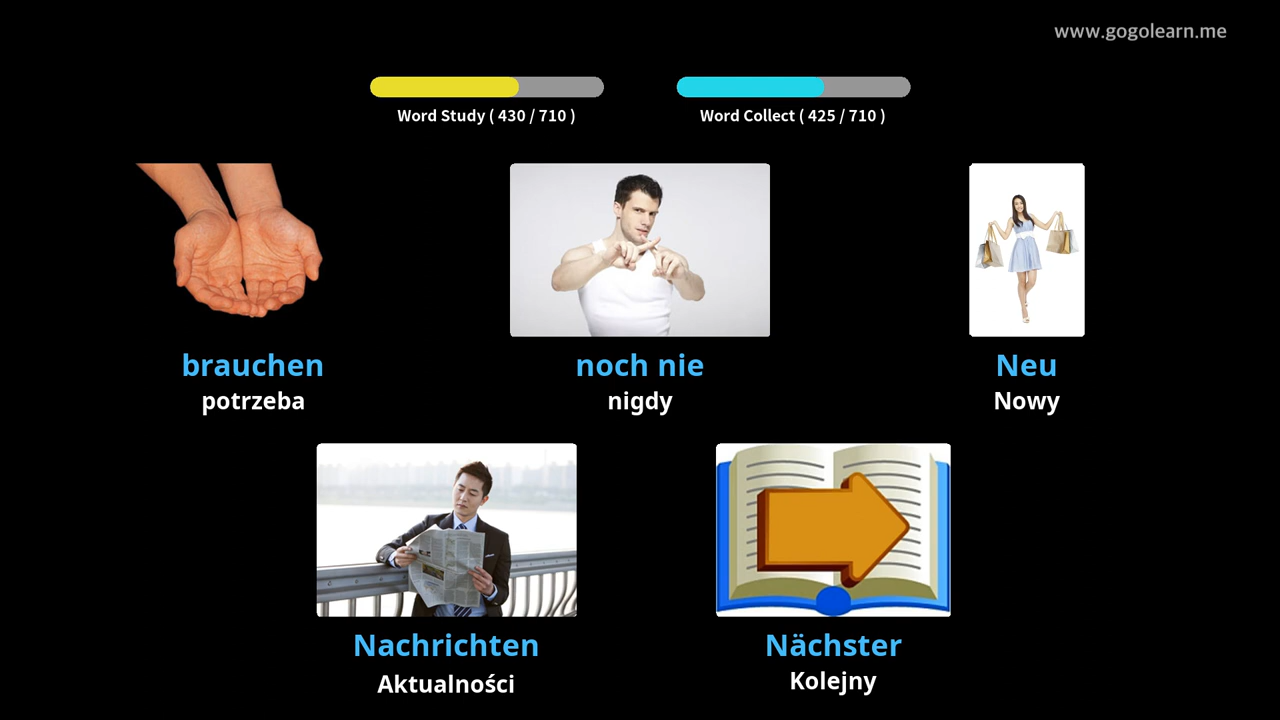 www.gogolearn.me
Word Study ( 430 / 710 )
Word Collect ( 425 / 710 )
brauchen
potrzeba
noch nie
nigdy
Neu
Nowy
Nachrichten
Aktualności
Nächster
Kolejny